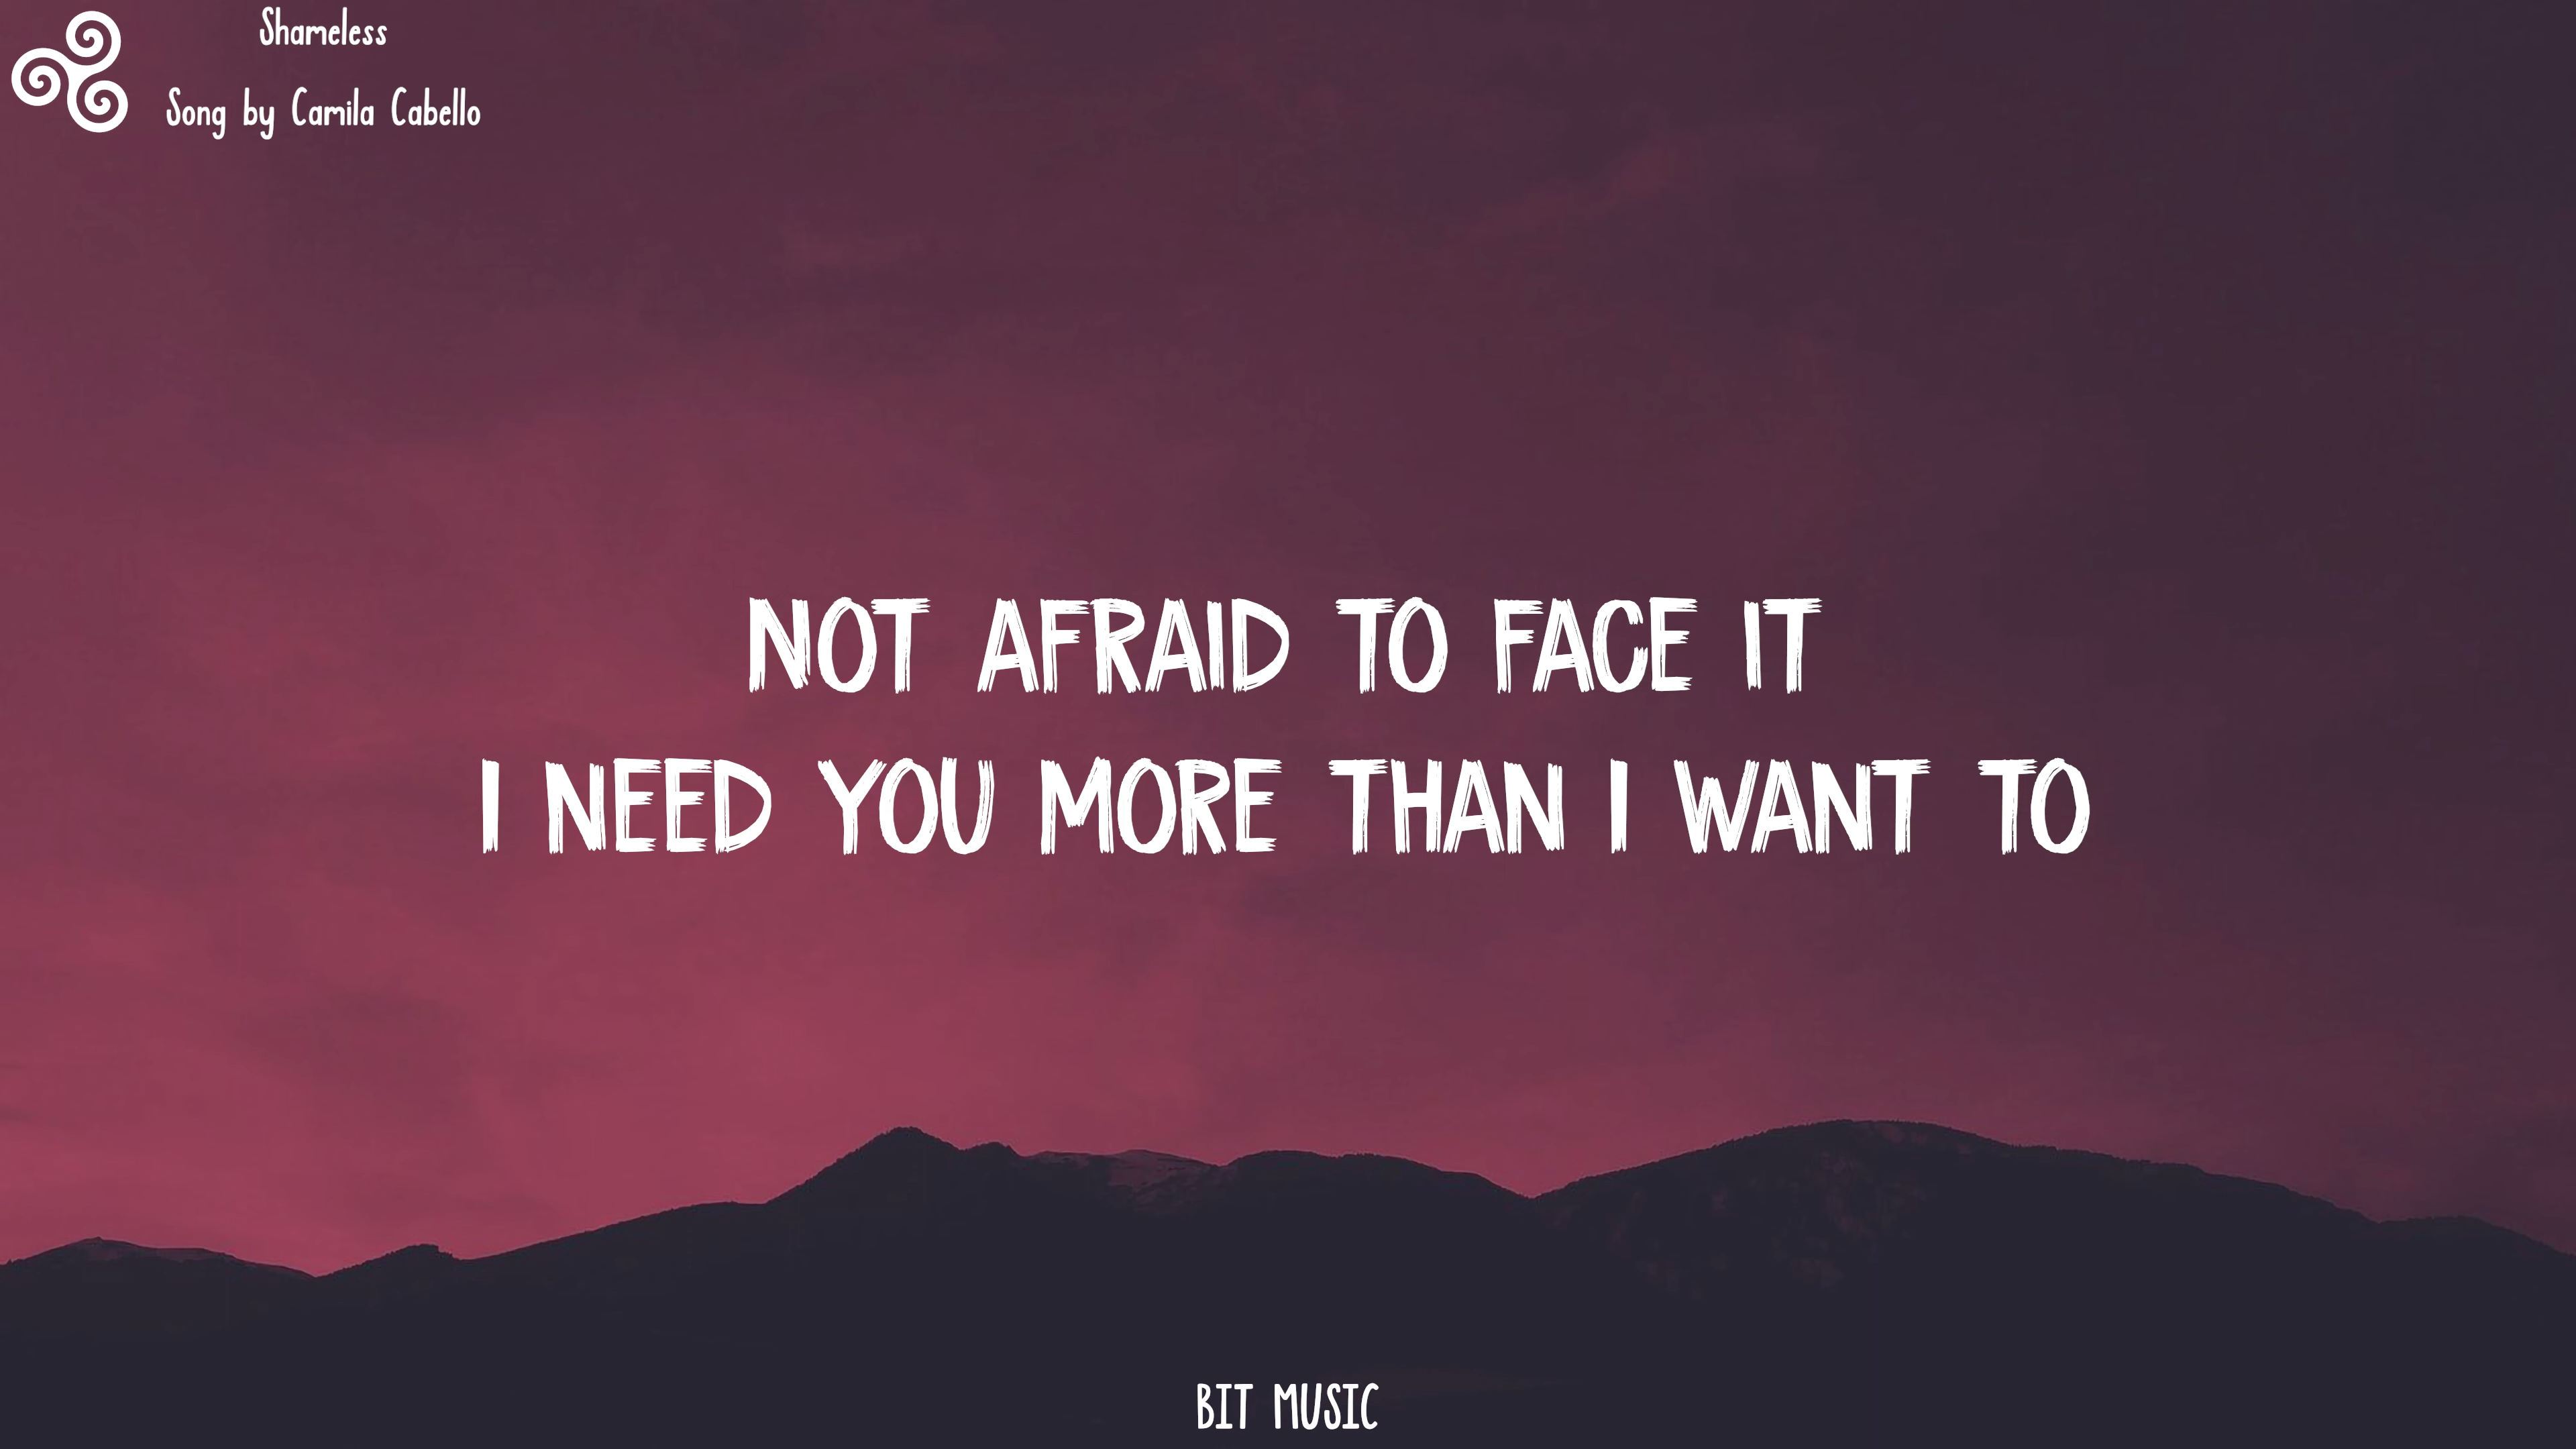 Shameless
Song by Camila Cabello
NOT AFRAID TO FACE IT
I NEED YOU MORE THAN I WANT TO
BIT MUSIC